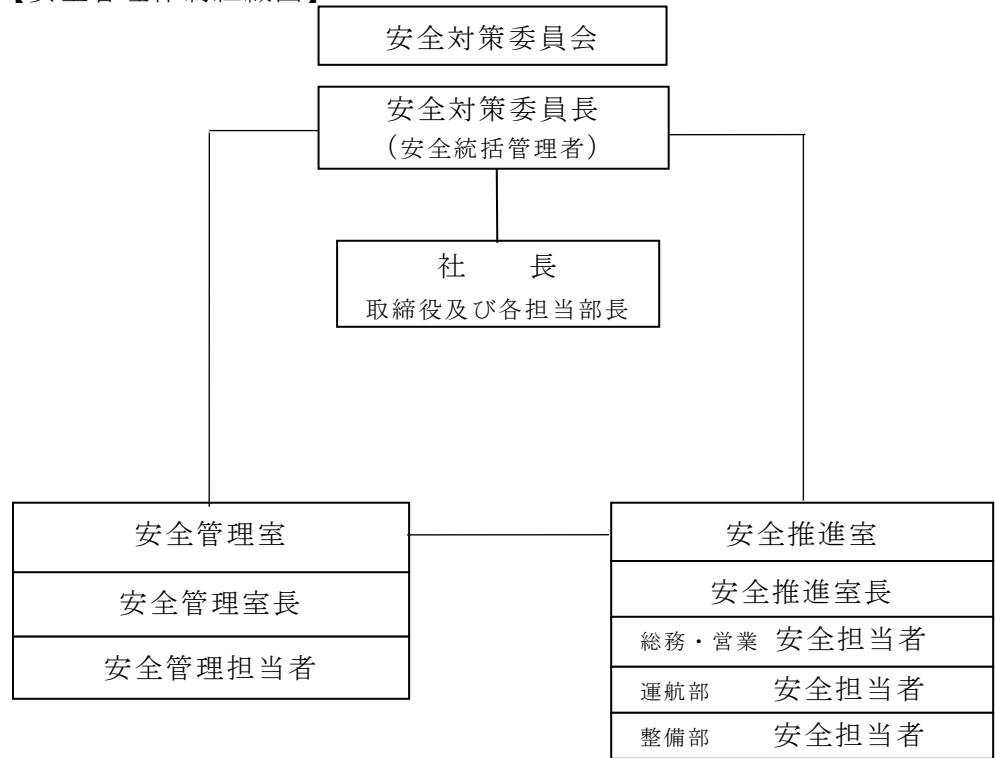 安全対策委員会
安全対策委員長
(安全統括管理者)
社　　長
取締役及び各担当部長
安全管理室
安全管理室長
安全管理担当者
安全推進室
安全推進室長
総務・営業 安全担当者
運航部　　安全担当者
整備部　　安全担当者